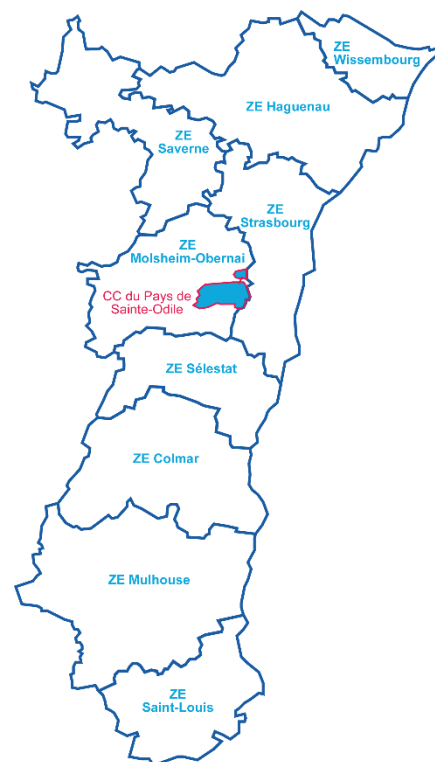 ZE
Wissembourg
ZE Haguenau
ZE
Saverne
ZE
Strasbourg
ZE
Molsheim-Obernai
CC du Pays de
Sainte-Odile
ZE Sélestat
ZE Colmar
ZE Mulhouse
ZE
Saint-Louis